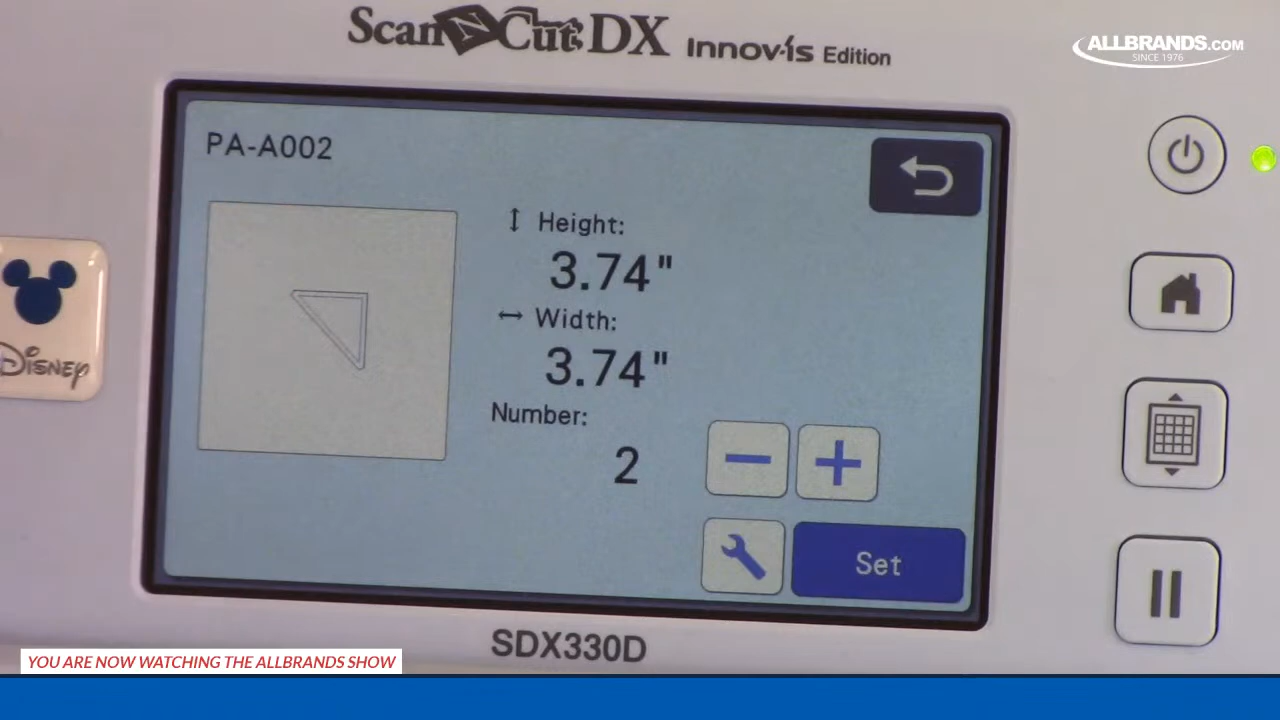 ScanNCut DX Innov-ís Edition
ALLBRANDS.COM
SINCE 1976
PA-A002
Height:
3.74"
Width:
3.74"
Number:
2
Set
Disney
SDX330D
YOU ARE NOW WATCHING THE ALLBRANDS SHOW